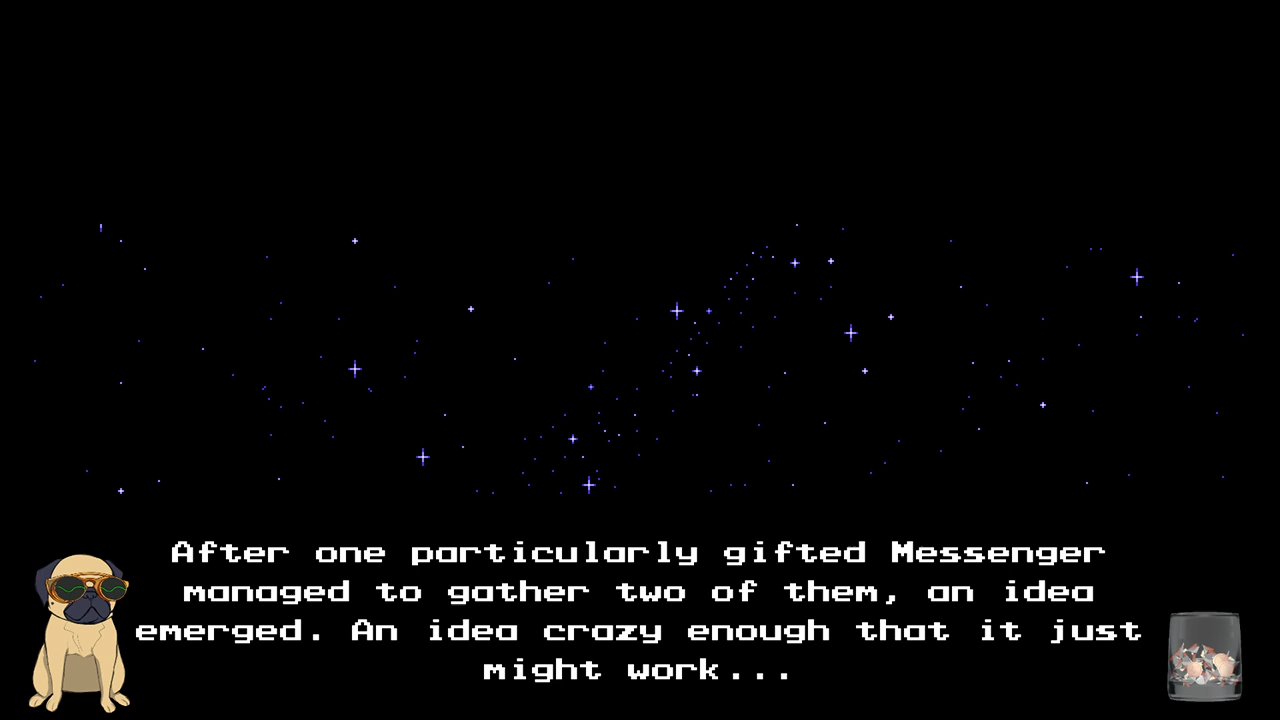 After one particularly gifted Messenger
managed to gather two of them, an idea
emerged. An idea crazy enough that it just
might work...